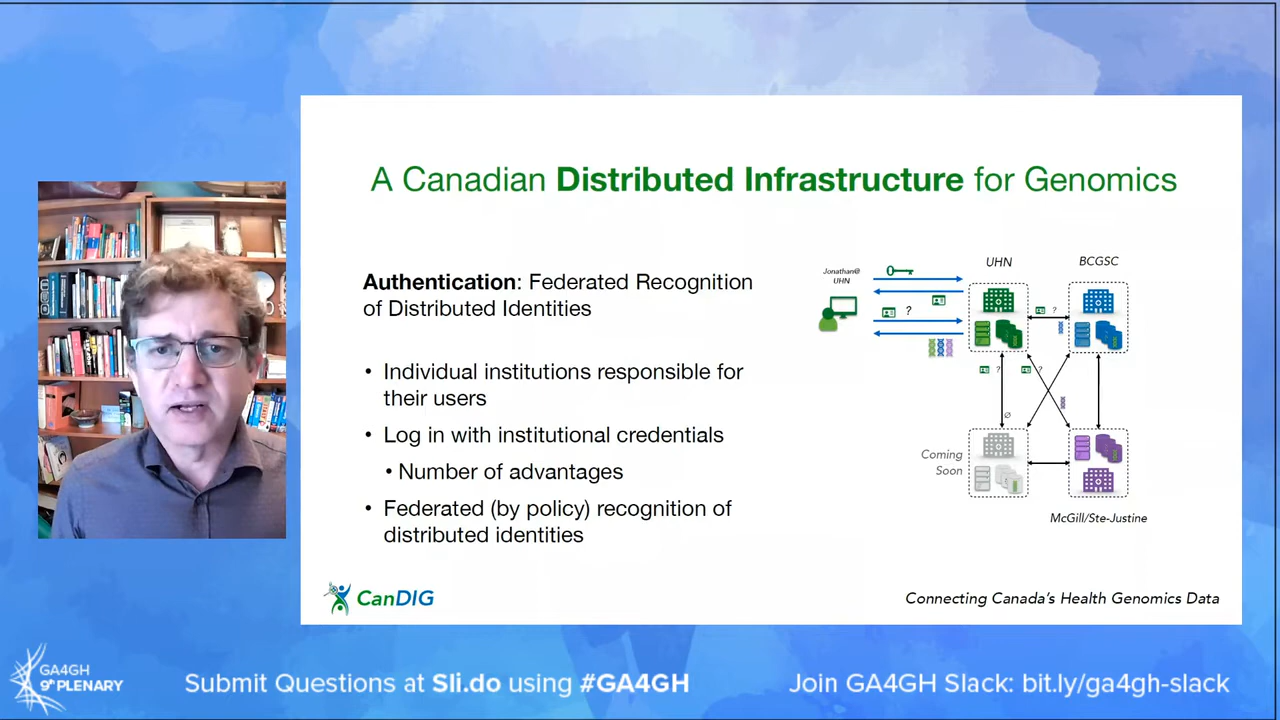 A Canadian Distributed Infrastructure for Genomics
Authentication: Federated Recognition
of Distributed Identities
• Individual institutions responsible for
their users
• Log in with institutional credentials
• Number of advantages
• Federated (by policy) recognition of
distributed identities
Jonathan@
UHN
?
UHN
BCGSC
?
?
?
∅
Coming
Soon
McGill/Ste-Justine
CanDIG
Connecting Canada's Health Genomics Data
GA4GH
9th PLENARY
Submit Questions at Sli.do using #GA4GH
Join GA4GH Slack: bit.ly/ga4gh-slack